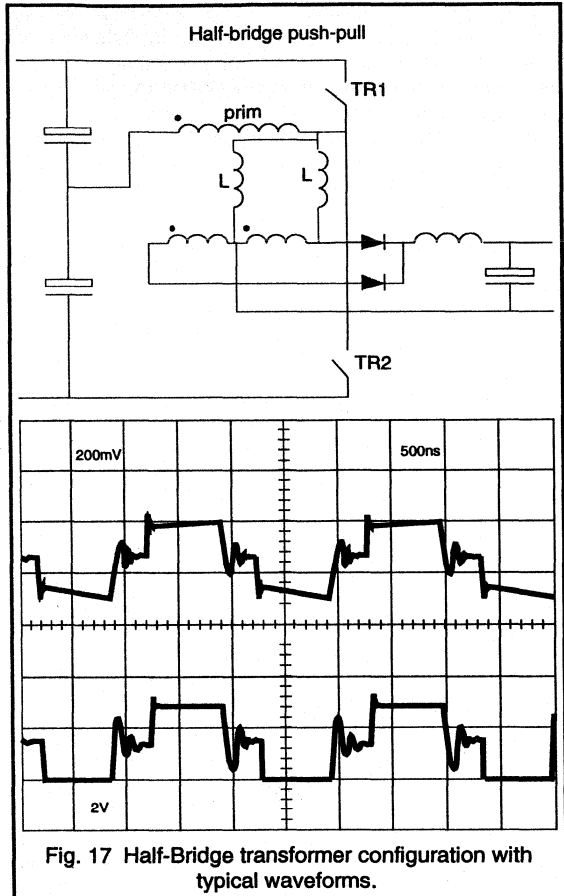 Half-bridge push-pull
TR1
prim
L
L
TR2
200mV
500ns
2V
Fig. 17 Half-Bridge transformer configuration with
typical waveforms.